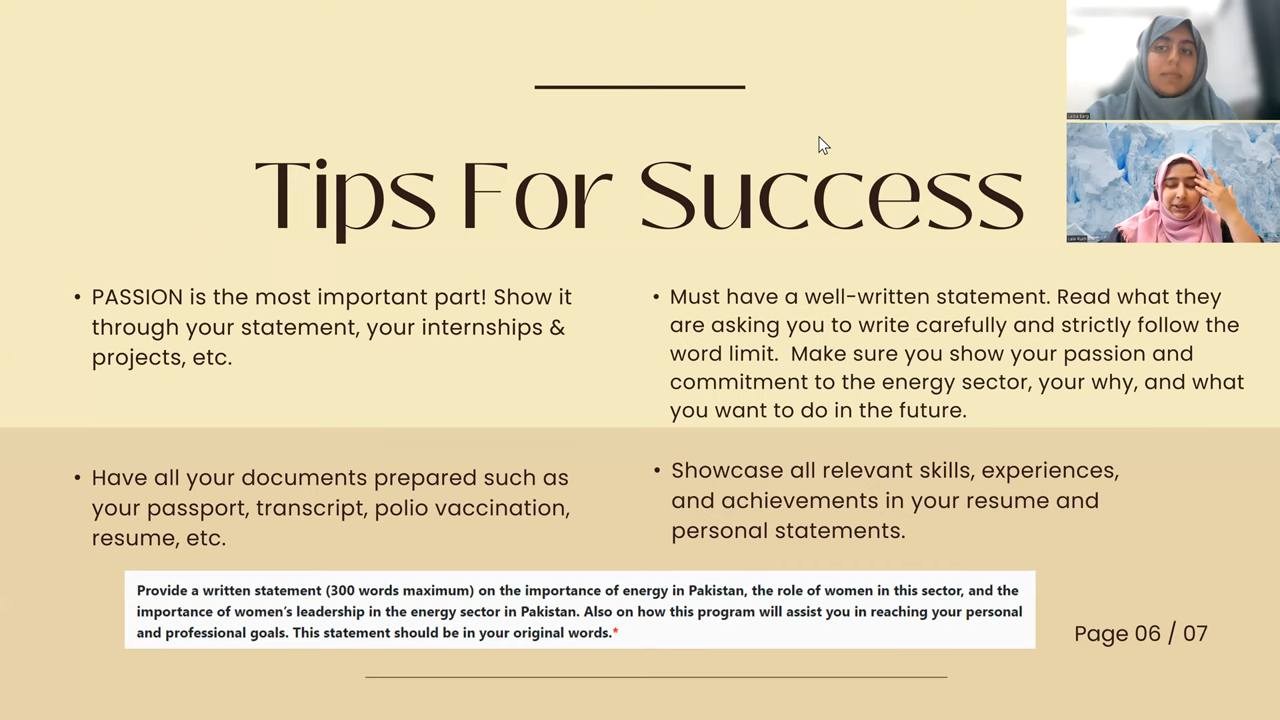 Tips For Success
• PASSION is the most important part! Show it
through your statement, your internships &
projects, etc.
• Must have a well-written statement. Read what they
are asking you to write carefully and strictly follow the
word limit.  Make sure you show your passion and
commitment to the energy sector, your why, and what
you want to do in the future.
• Have all your documents prepared such as
your passport, transcript, polio vaccination,
resume, etc.
• Showcase all relevant skills, experiences,
and achievements in your resume and
personal statements.
Provide a written statement (300 words maximum) on the importance of energy in Pakistan, the role of women in this sector, and the
importance of women's leadership in the energy sector in Pakistan. Also on how this program will assist you in reaching your personal
and professional goals. This statement should be in your original words.*
Page 06 / 07